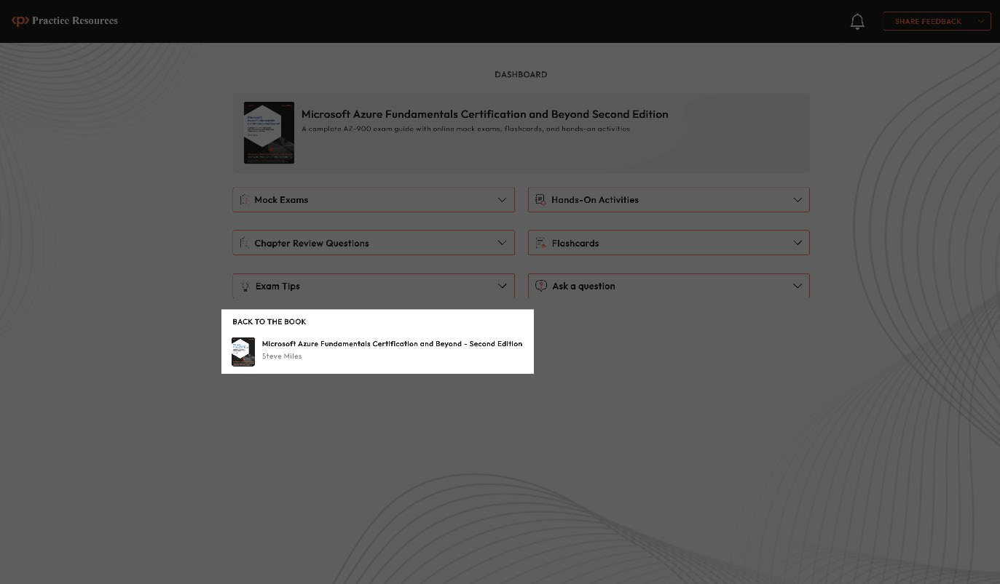 Practice Resources
SHARE FEEDBACK
DASHBOARD
Microsoft Azure Fundamentals Certification and Beyond Second Edition
A complete AZ-900 exam guide with online mock exams, flashcards, and hands-on activities
Mock Exams
Hands-On Activities
Chapter Review Questions
Flashcards
Exam Tips
Ask a question
BACK TO THE BOOK
Microsoft Azure Fundamentals Certification and Beyond - Second Edition
Steve Miles